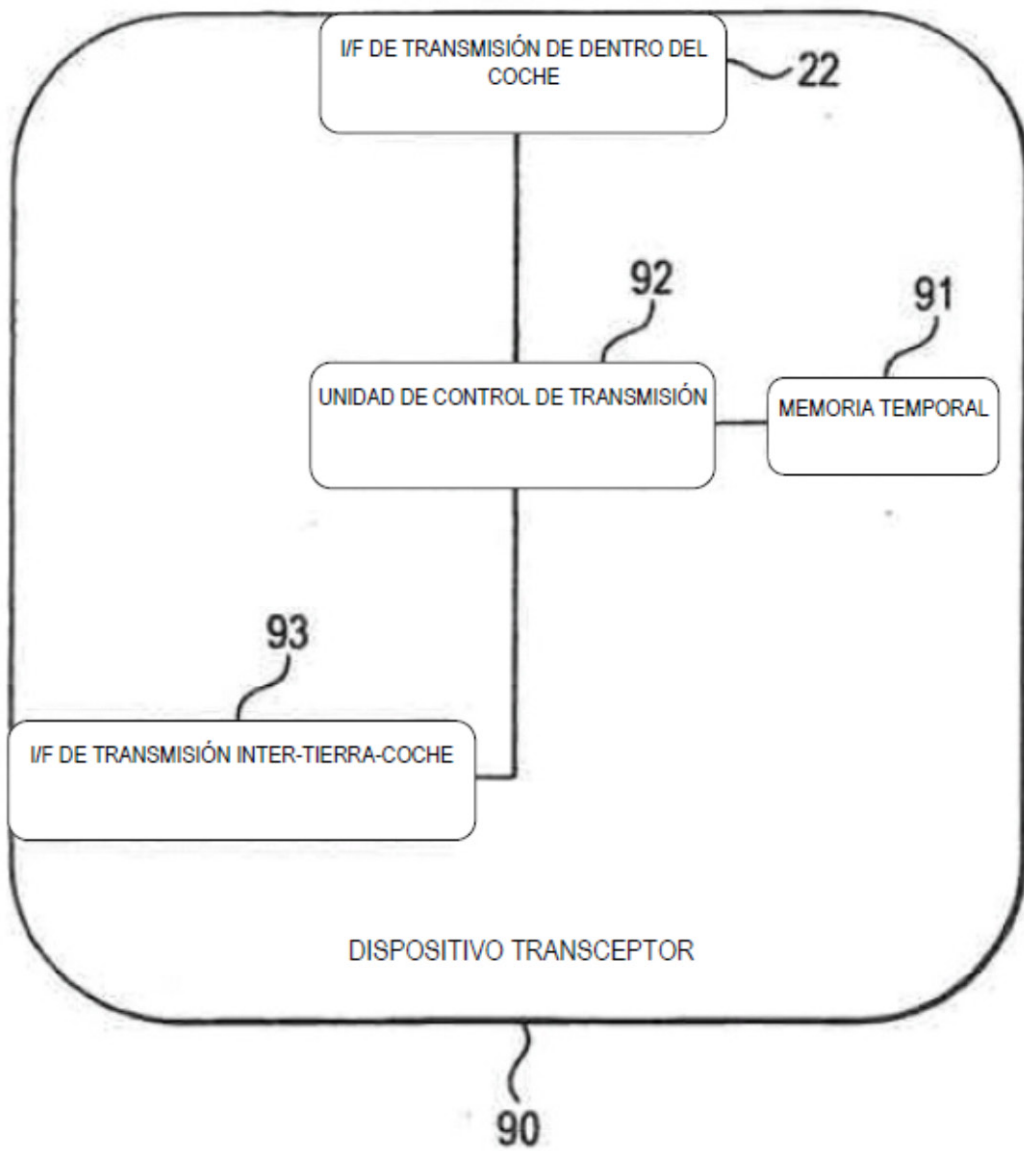 I/F DE TRANSMISIÓN DE DENTRO DEL
COCHE
22
92
91
UNIDAD DE CONTROL DE TRANSMISIÓN
MEMORIA TEMPORAL
93
I/F DE TRANSMISIÓN INTER-TIERRA-COCHE
DISPOSITIVO TRANSCEPTOR
90